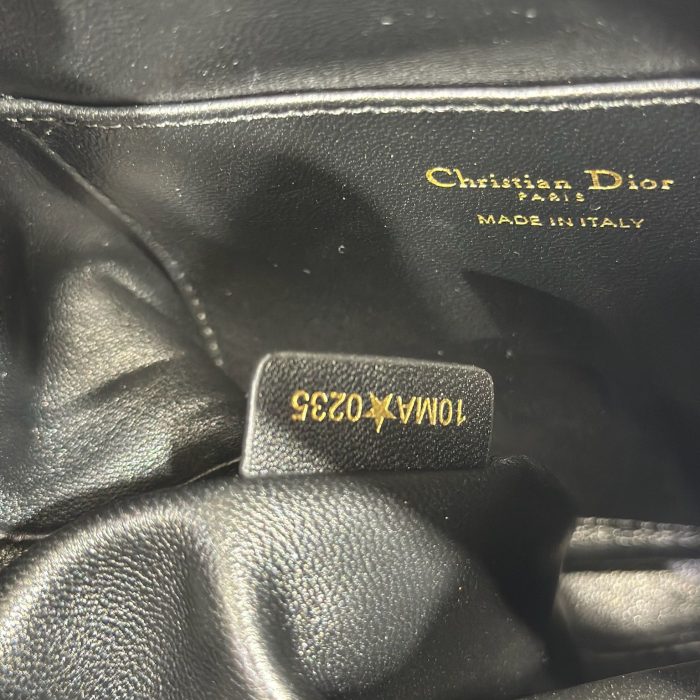 Christian Dior
PARIS
MADE IN ITALY
10MA★0235